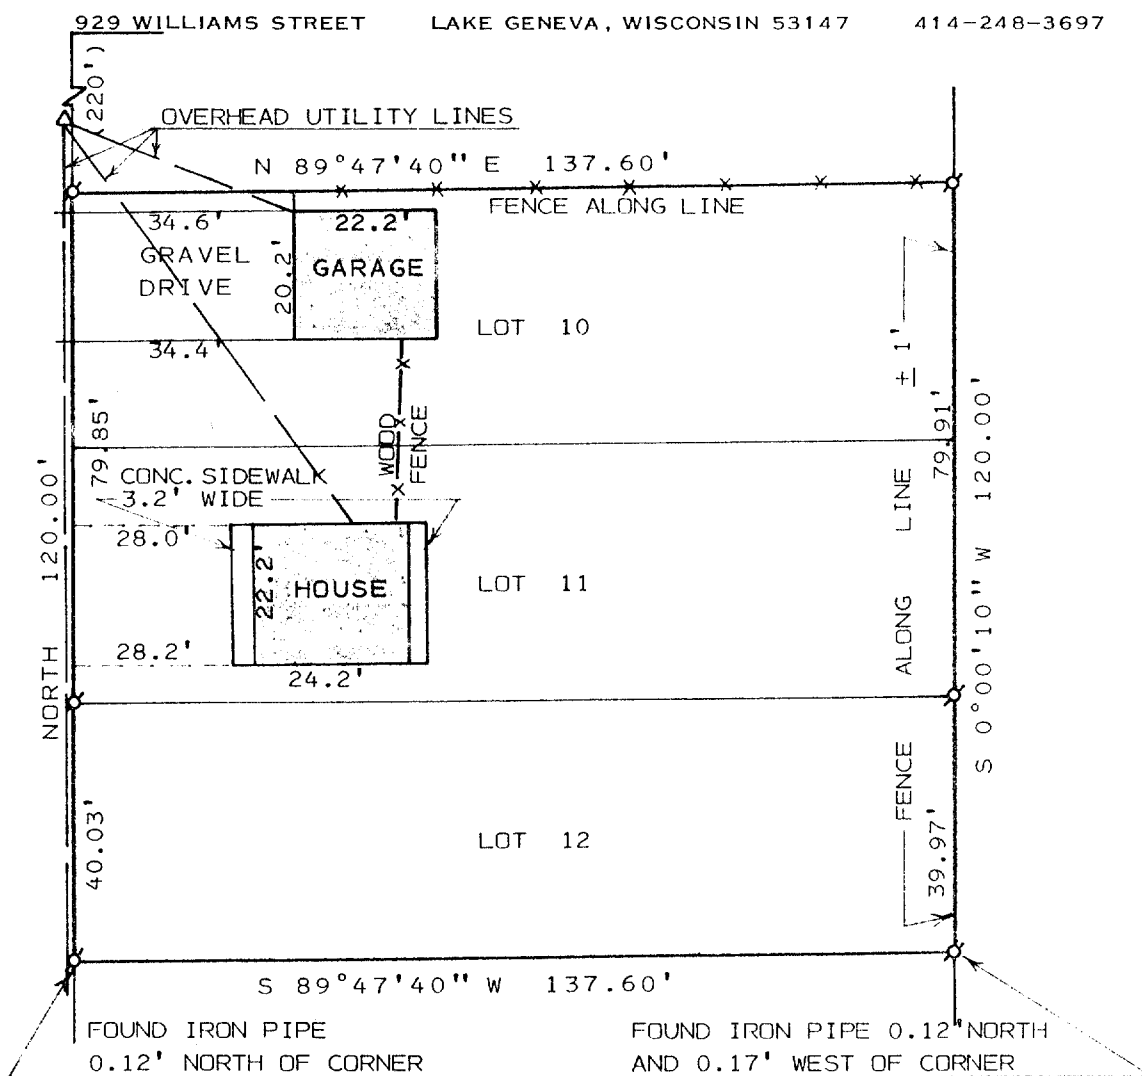 929 WILLIAMS STREET LAKE GENEVA, WISCONSIN 53147 414-248-3697
(220')
OVERHEAD UTILITY LINES
N 89°47'40" E 137.60'
FENCE ALONG LINE
34.6'
22.2'
GRAVEL
DRIVE
20.2'
GARAGE
LOT 10
34.4'
± 1'
79.85'
WOOD
FENCE
79.91'
CONC. SIDEWALK
3.2' WIDE
28.0'
22.2'
HOUSE
LOT 11
28.2'
24.2'
NORTH 120.00'
FENCE ALONG LINE
S 0°00'10" W 120.00'
40.03'
LOT 12
39.97'
S 89°47'40" W 137.60'
FOUND IRON PIPE
0.12' NORTH OF CORNER
FOUND IRON PIPE 0.12' NORTH
AND 0.17' WEST OF CORNER